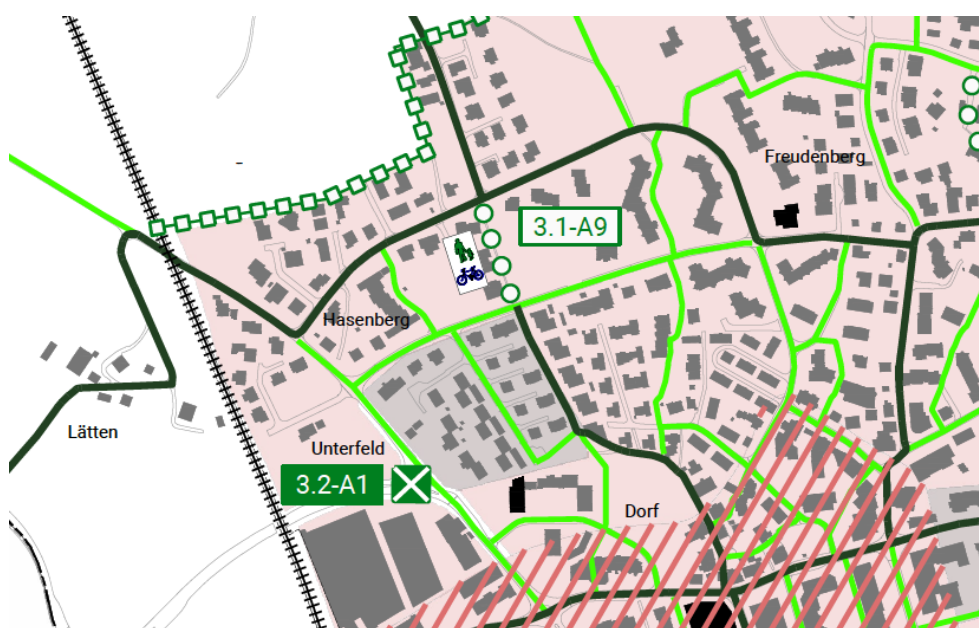 Freudenberg
3.1-A9
Hasenberg
Lätten
Unterfeld
3.2-A1
Dorf